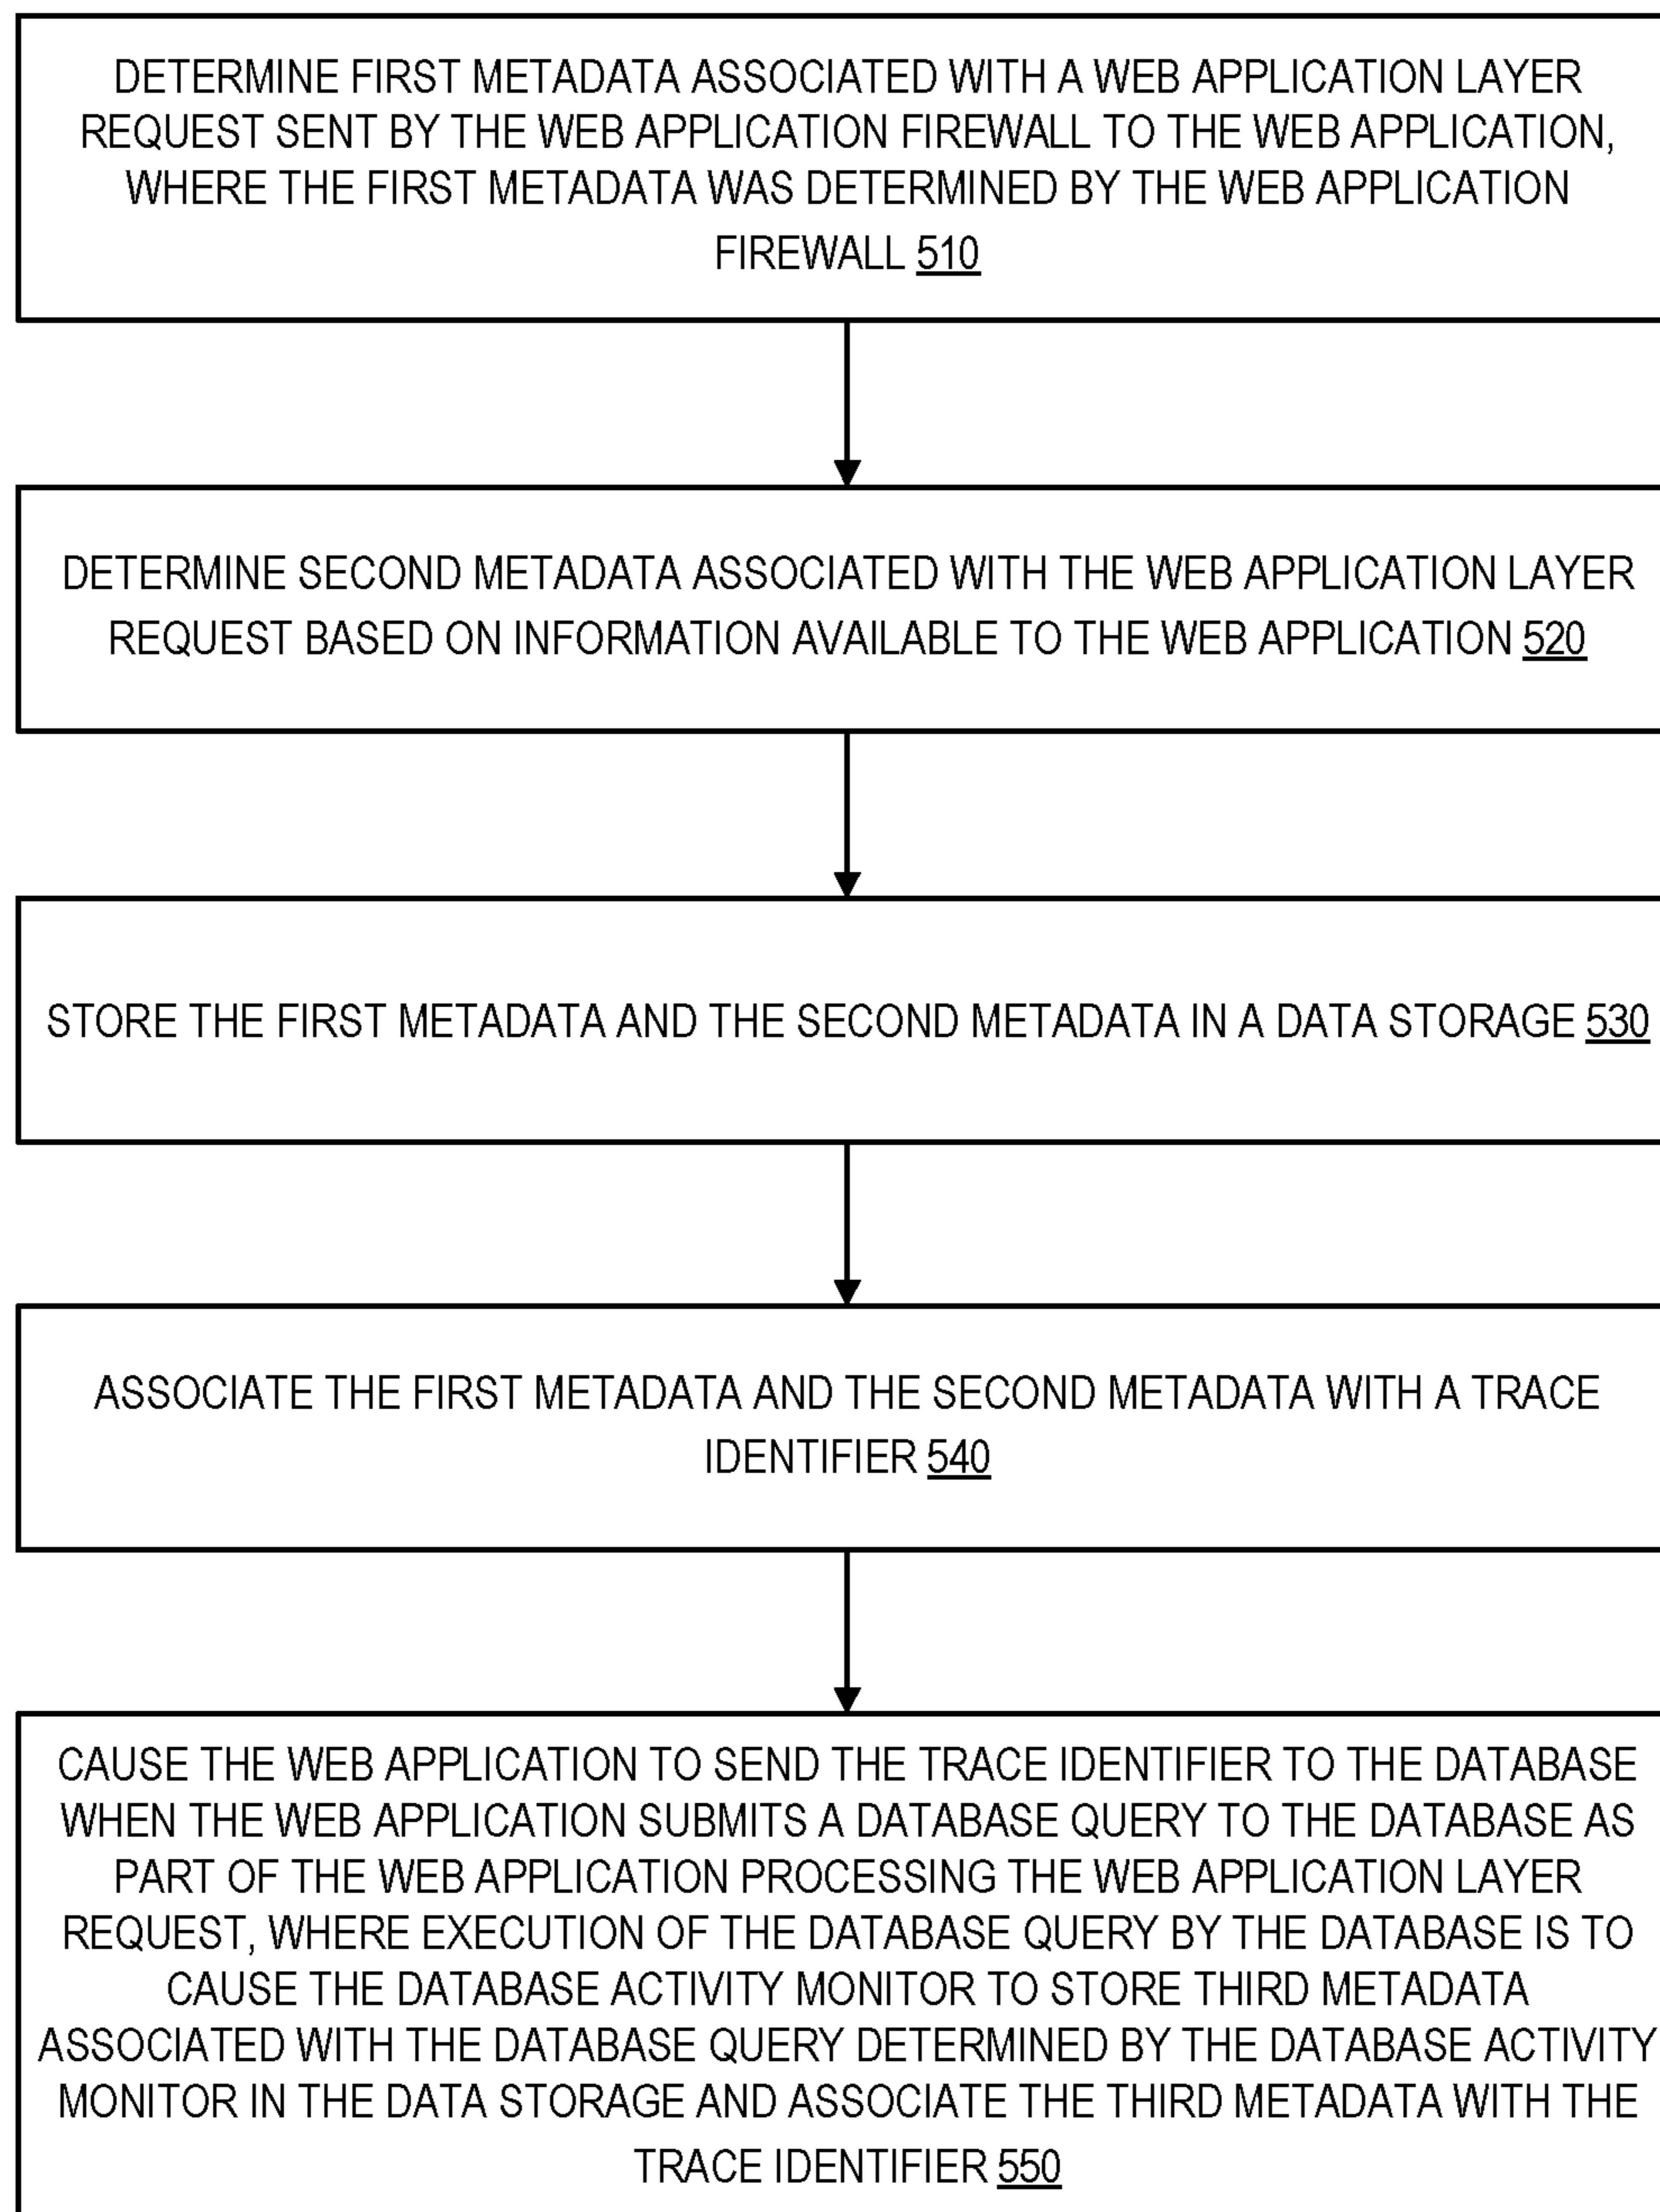 DETERMINE FIRST METADATA ASSOCIATED WITH A WEB APPLICATION LAYER
REQUEST SENT BY THE WEB APPLICATION FIREWALL TO THE WEB APPLICATION,
WHERE THE FIRST METADATA WAS DETERMINED BY THE WEB APPLICATION
FIREWALL 510
DETERMINE SECOND METADATA ASSOCIATED WITH THE WEB APPLICATION LAYER
REQUEST BASED ON INFORMATION AVAILABLE TO THE WEB APPLICATION 520
STORE THE FIRST METADATA AND THE SECOND METADATA IN A DATA STORAGE 530
ASSOCIATE THE FIRST METADATA AND THE SECOND METADATA WITH A TRACE
IDENTIFIER 540
CAUSE THE WEB APPLICATION TO SEND THE TRACE IDENTIFIER TO THE DATABASE
WHEN THE WEB APPLICATION SUBMITS A DATABASE QUERY TO THE DATABASE AS
PART OF THE WEB APPLICATION PROCESSING THE WEB APPLICATION LAYER
REQUEST, WHERE EXECUTION OF THE DATABASE QUERY BY THE DATABASE IS TO
CAUSE THE DATABASE ACTIVITY MONITOR TO STORE THIRD METADATA
ASSOCIATED WITH THE DATABASE QUERY DETERMINED BY THE DATABASE ACTIVITY
MONITOR IN THE DATA STORAGE AND ASSOCIATE THE THIRD METADATA WITH THE
TRACE IDENTIFIER 550